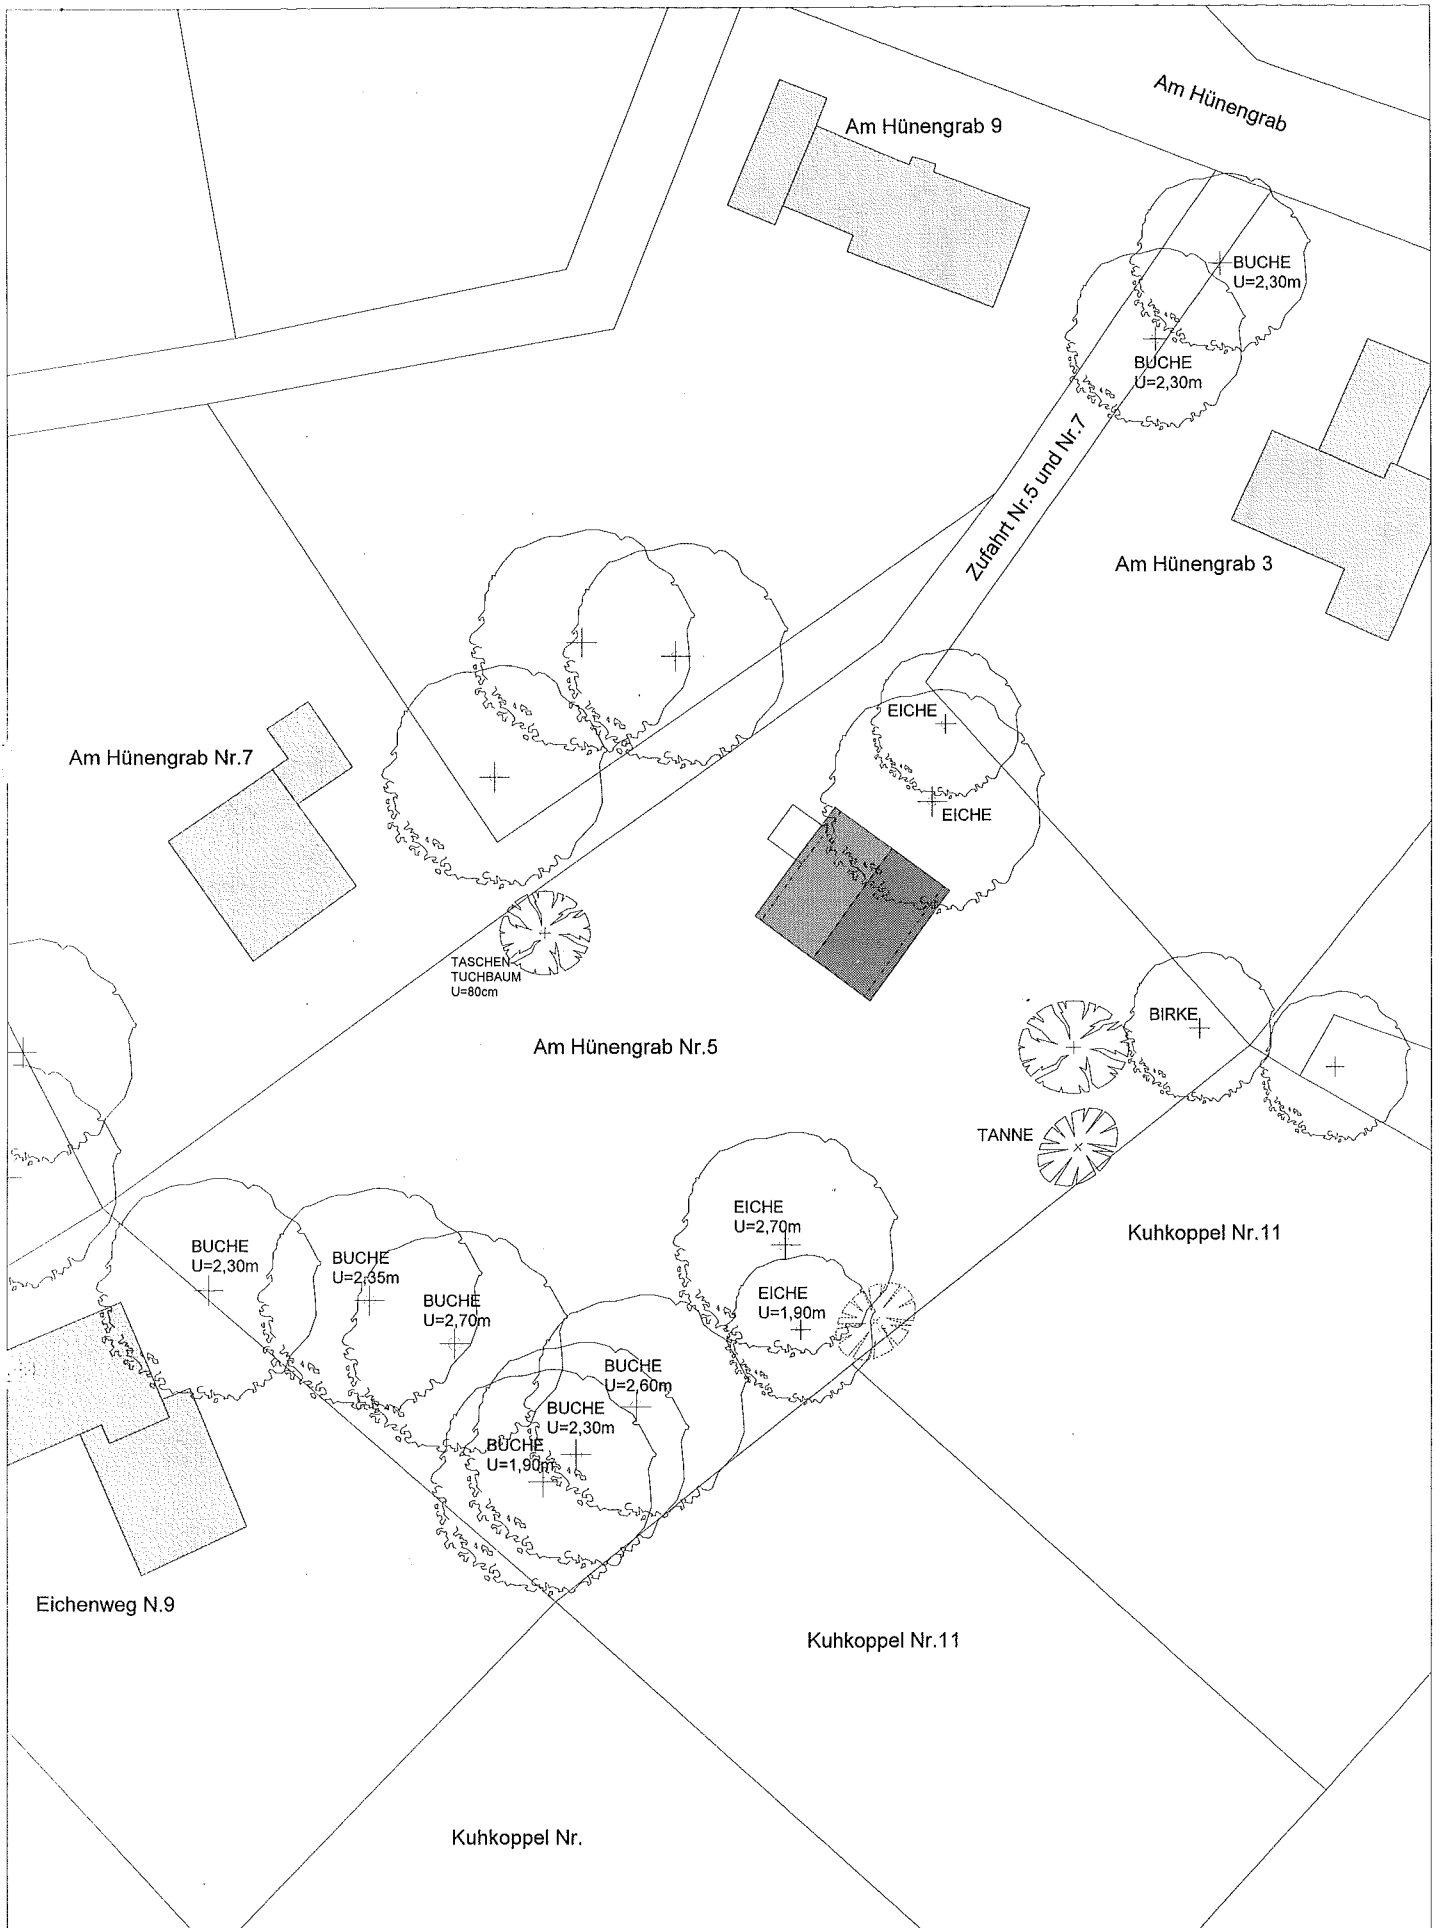 Am Hünengrab
Am Hünengrab 9
BUCHE
U=2,30m
BUCHE
U=2,30m
Zufahrt Nr.5 und Nr.7
Am Hünengrab 3
EICHE
Am Hünengrab Nr.7
EICHE
TASCHEN
TUCHBAUM
U=80cm
BIRKE
Am Hünengrab Nr.5
TANNE
EICHE
U=2,70m
Kuhkoppel Nr.11
BUCHE
U=2,30m
BUCHE
U=2,35m
BUCHE
U=2,70m
EICHE
U=1,90m
BUCHE
U=2,60m
BUCHE
U=2,30m
BUCHE
U=1,90m
Eichenweg N.9
Kuhkoppel Nr.11
Kuhkoppel Nr.